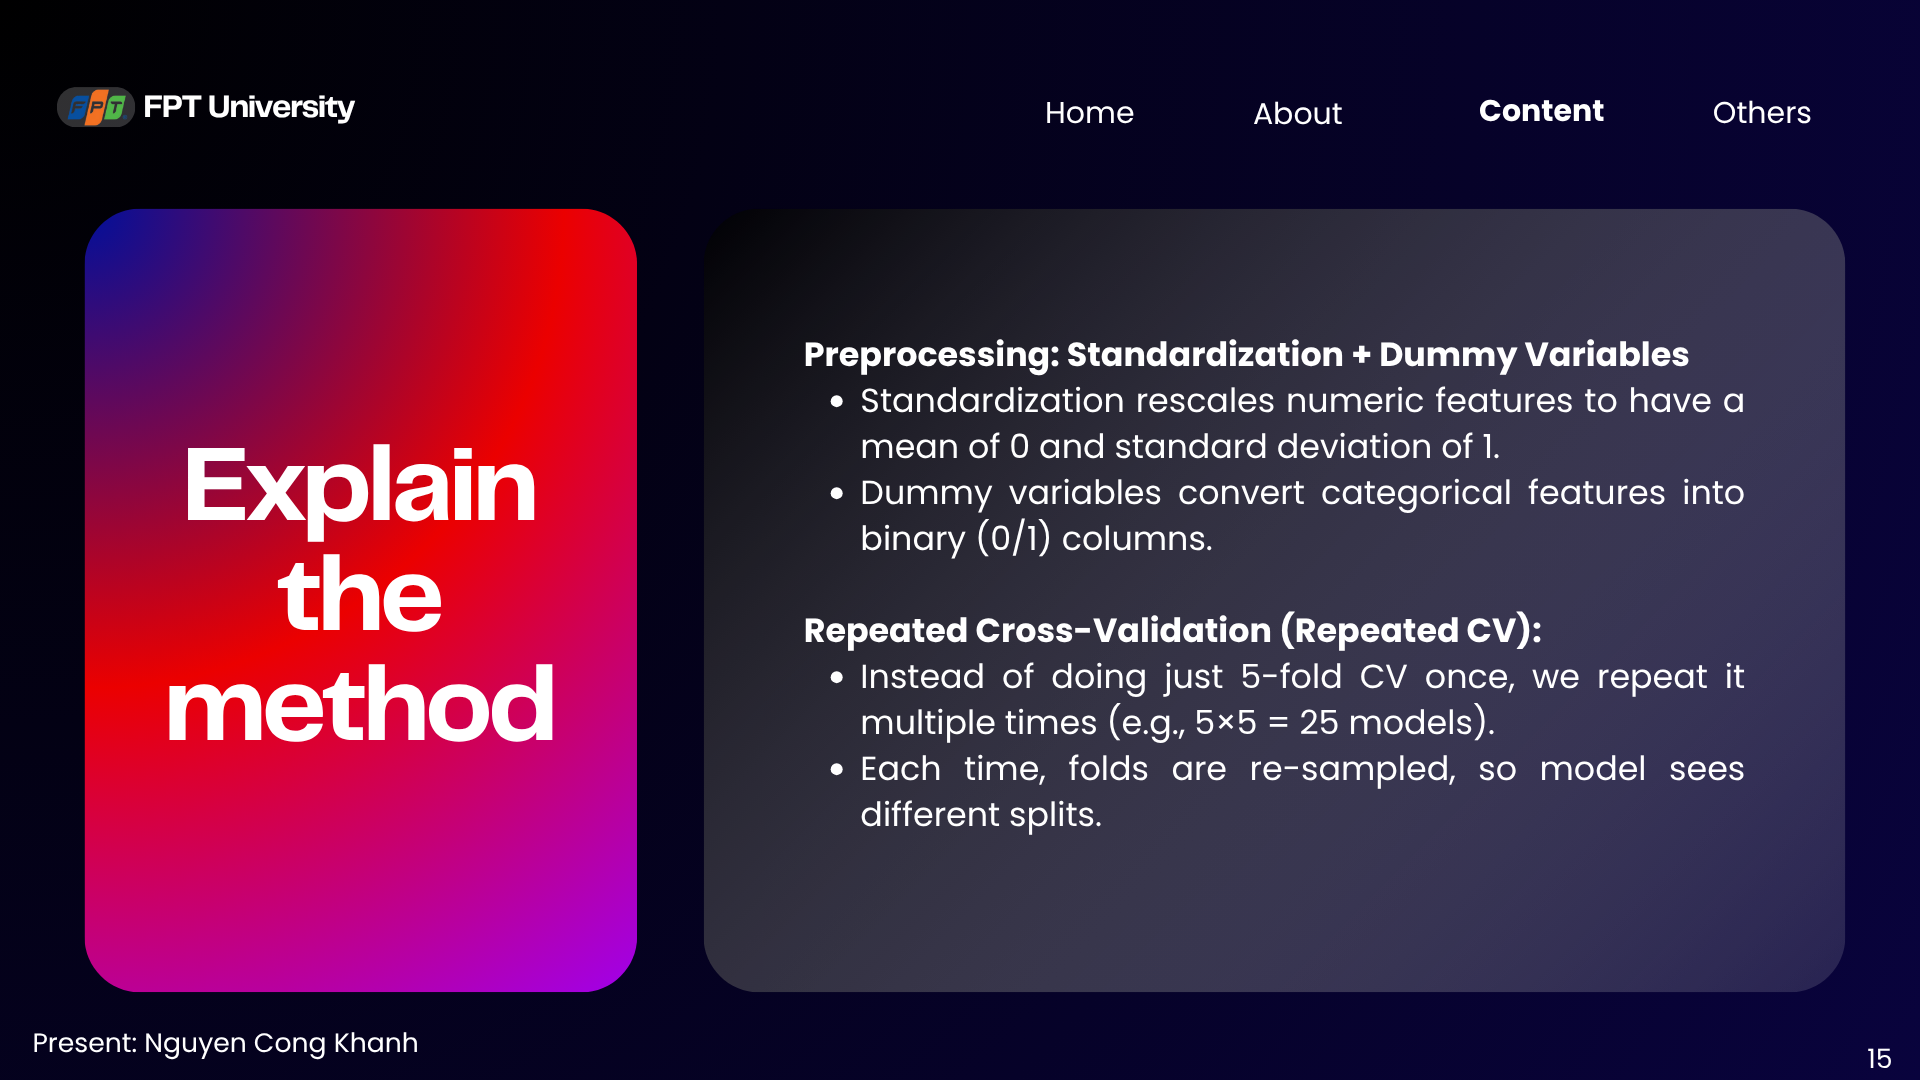 FPT FPT University
Home About Content Others
Explain
the
method
Preprocessing: Standardization + Dummy Variables
• Standardization rescales numeric features to have a
mean of 0 and standard deviation of 1.
• Dummy variables convert categorical features into
binary (0/1) columns.
Repeated Cross-Validation (Repeated CV):
• Instead of doing just 5-fold CV once, we repeat it
multiple times (e.g., 5×5 = 25 models).
• Each time, folds are re-sampled, so model sees
different splits.
Present: Nguyen Cong Khanh
15